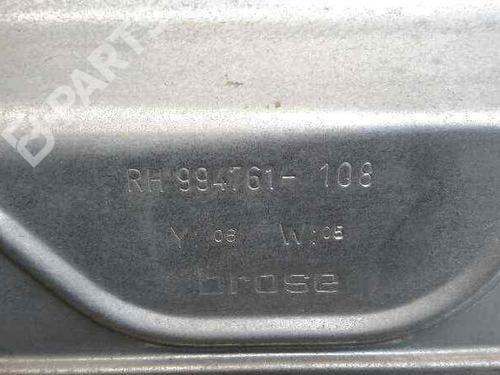 B-PARTS
RH 994761- 108
Y:06 W:05
brose